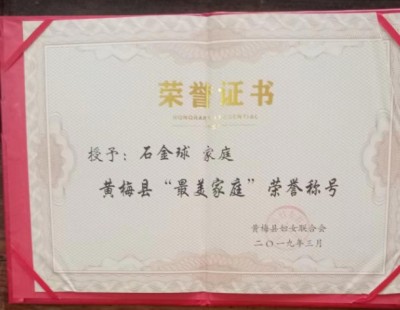 荣誉证书
授予：石金球 家庭
黄梅县“最美家庭”荣誉称号
黄梅县妇女联合会
二〇一九年三月